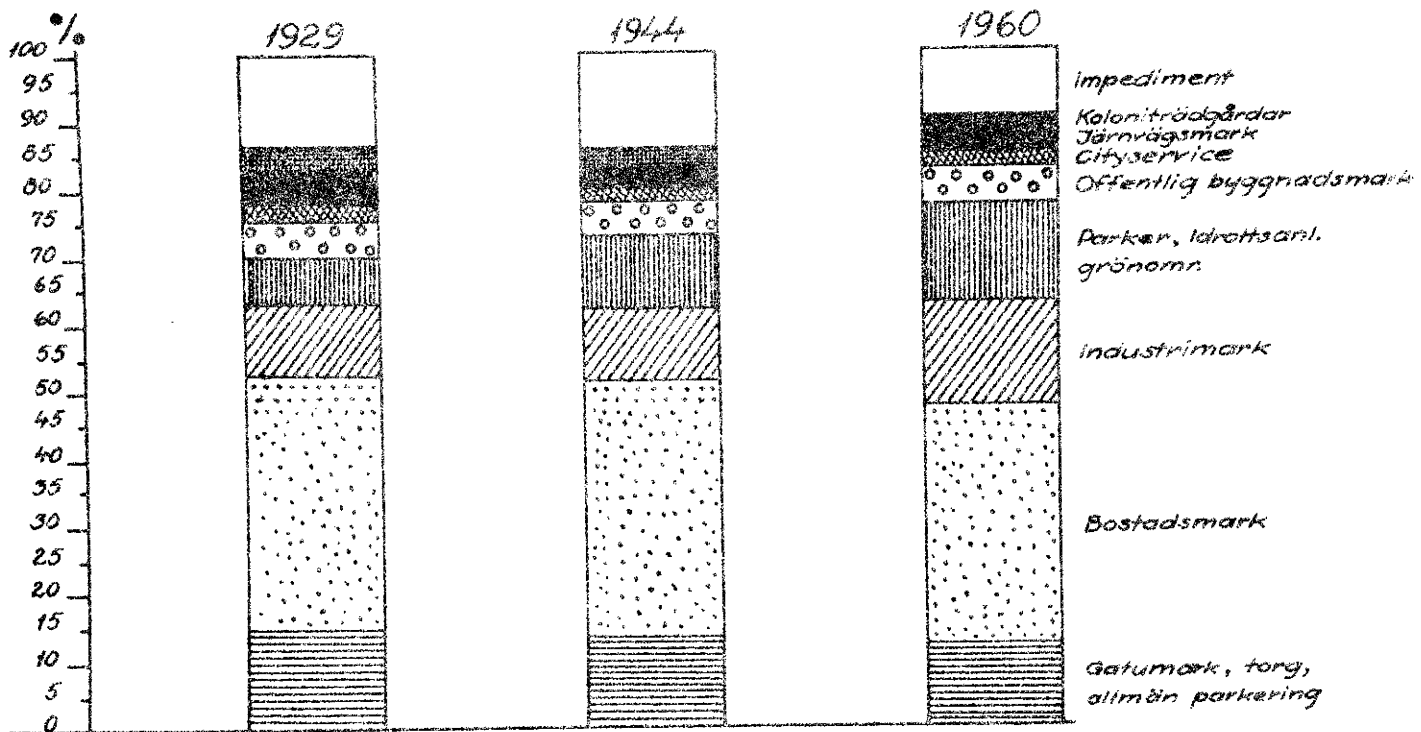 %
1929
1944
1960
100
95
90
85
80
75
70
65
60
55
50
45
40
35
30
25
20
15
10
5
0
Impediment
Koloniträdgårdar
Järnvägsmark
Cityservice
Offentlig byggnadsmark
Parker, Idrottsanl.
grönomr.
Industrimark
Bostadsmark
Gatumark, torg,
allmän parkering